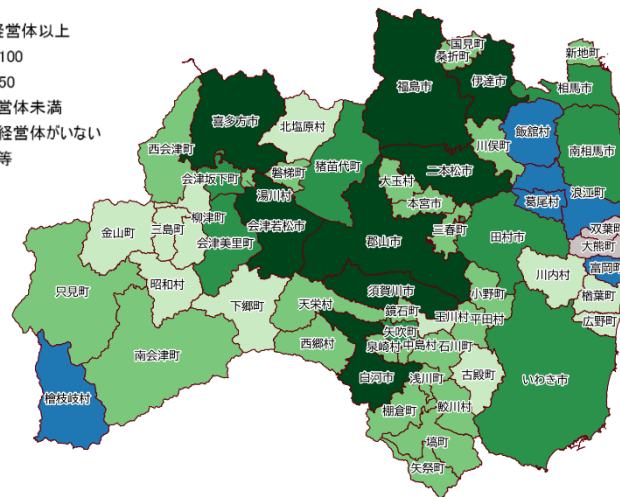 経営体以上
100
50
営体未満
経営体がいない
等
国見町
桑折町
伊達市
新地町
福島市
相馬市
喜多方市
北塩原村
飯舘村
川俣町
西会津町
猪苗代町
二本松市
南相馬市
磐梯町
大玉村
会津坂下町
湯川村
本宮市
葛尾村
浪江町
柳津町
三島町
金山町
会津若松市
三春町
双葉町
会津美里町
郡山市
田村市
大熊町
富岡町
川内村
昭和村
只見町
須賀川市
小野町
楢葉町
下郷町
天栄村
鏡石町
玉川村
平田村
広野町
矢吹町
西郷村
泉崎村
中島村
石川町
南会津町
古殿町
白河市
浅川町
いわき市
檜枝岐村
棚倉町
鮫川村
塙町
矢祭町